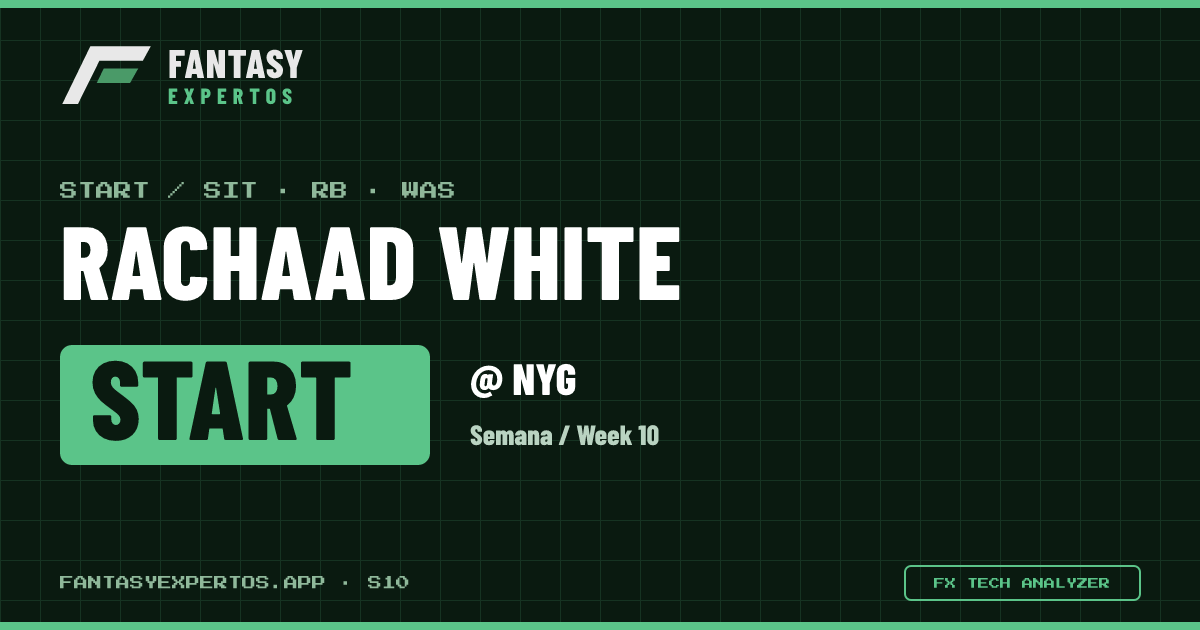 FANTASY
EXPERTOS
START / SIT · RB · WAS
RACHAAD WHITE
START
@ NYG
Semana / Week 10
FANTASYEXPERTOS.APP · S10
FX TECH ANALYZER